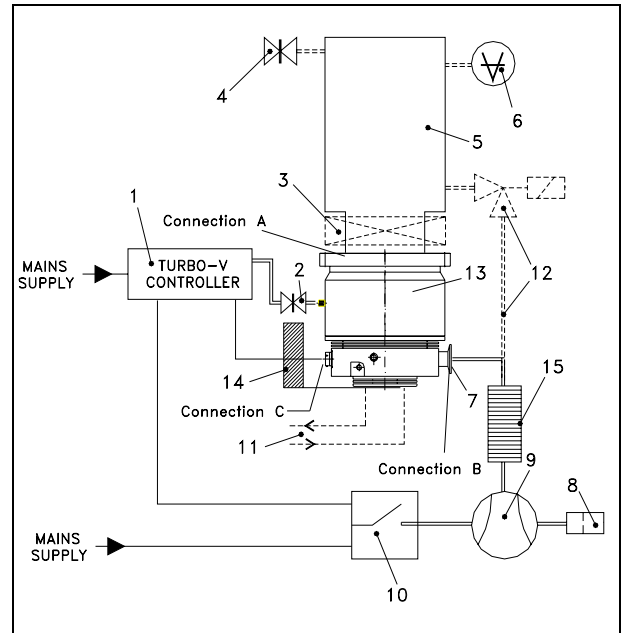 4
6
5
3
1
Connection A
12
MAINS
SUPPLY
TURBO-V
CONTROLLER
2
13
14
7
15
Connection C
11
Connection B
9
8
MAINS
SUPPLY
10